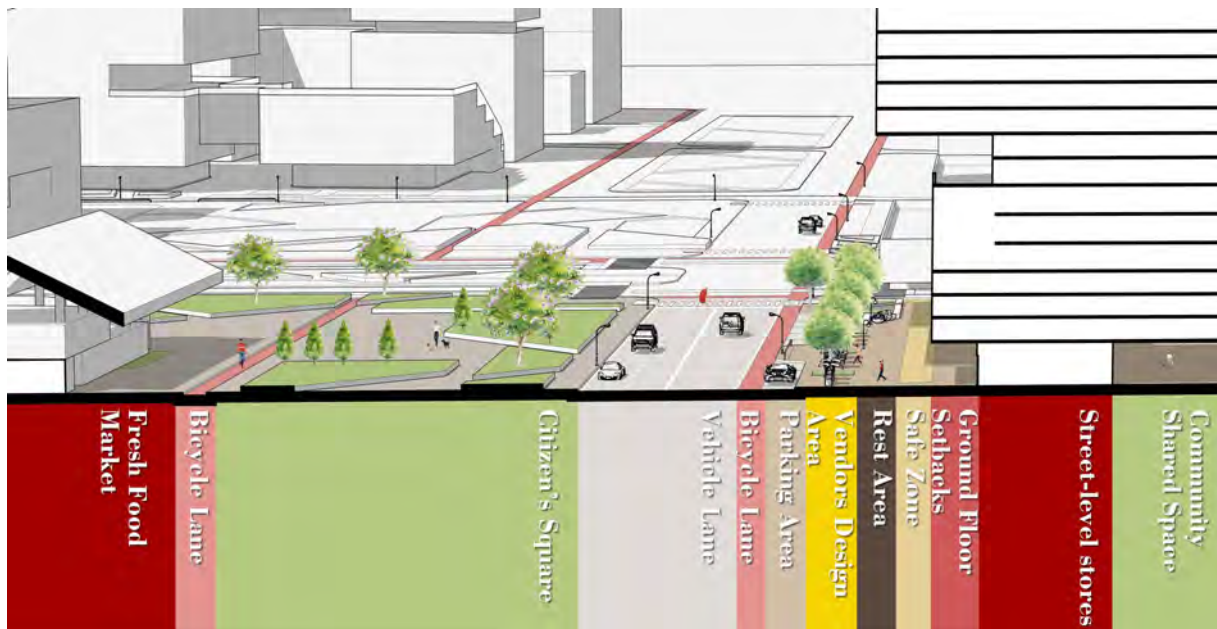 Fresh Food
Market
Bicycle Lane
Citizen's Square
Vehicle Lane
Bicycle Lane
Parking Area
Vendors Design
Area
Rest Area
Safe Zone
Ground Floor
Setbacks
Street-level stores
Community
Shared Space